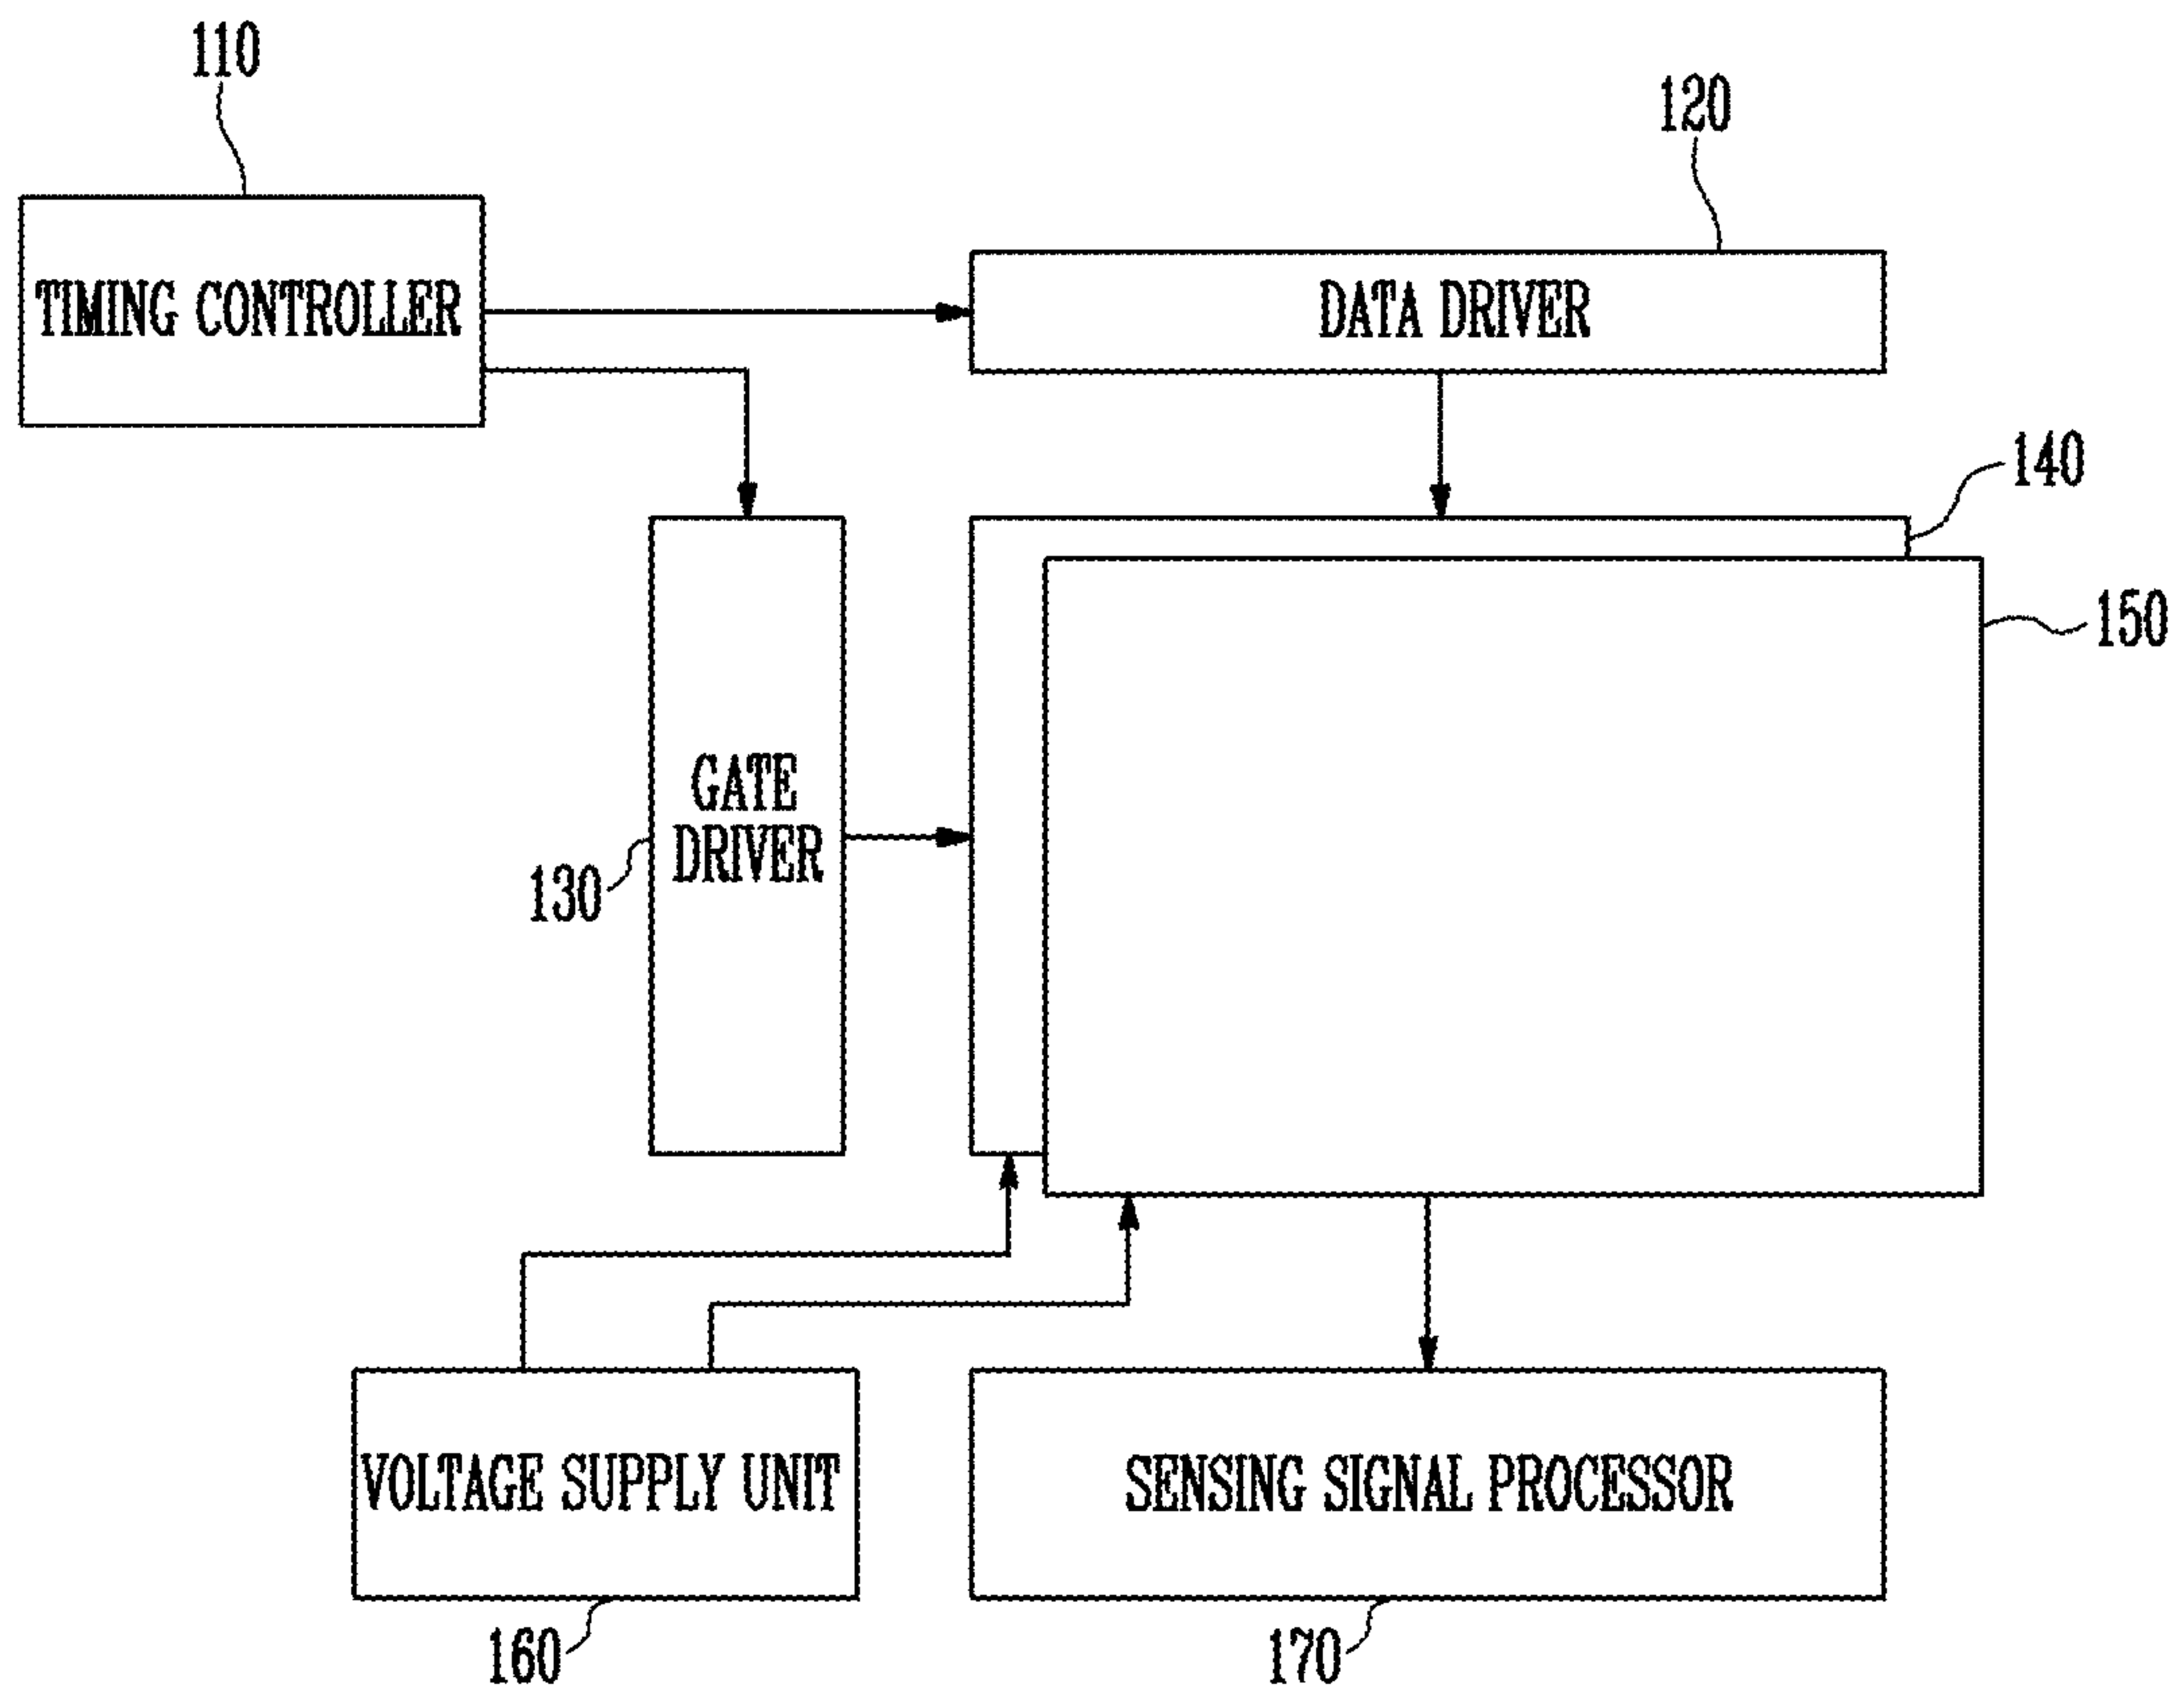 110
120
TIMING CONTROLLER
DATA DRIVER
140
150
GATE
DRIVER
130
VOLTAGE SUPPLY UNIT
SENSING SIGNAL PROCESSOR
160
170